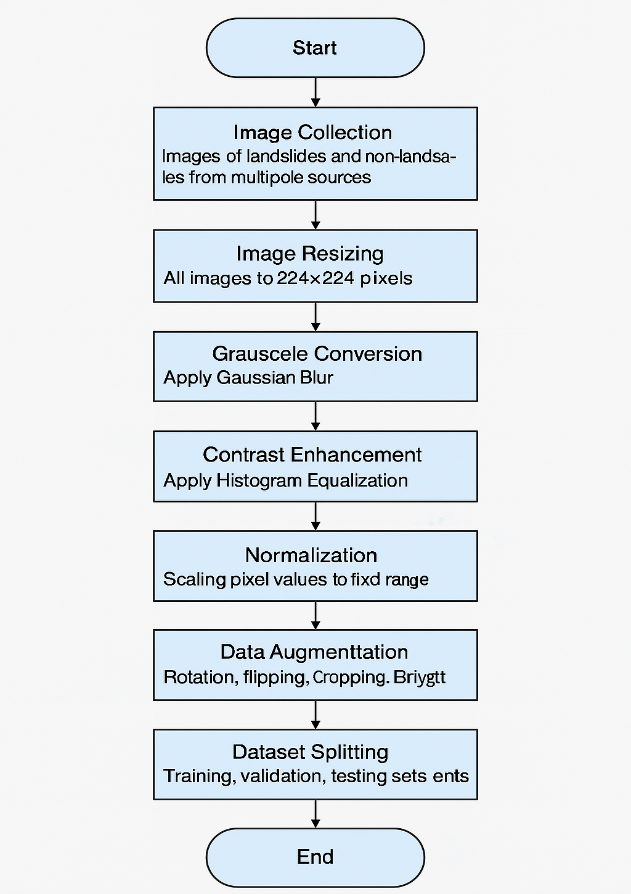 Start
Image Collection
Images of landslides and non-landsa-
les from multipole sources
Image Resizing
All images to 224×224 pixels
Grauscele Conversion
Apply Gaussian Blur
Contrast Enhancement
Apply Histogram Equalization
Normalization
Scaling pixel values to fixd range
Data Augmenttation
Rotation, flipping, Cropping. Briygtt
Dataset Splitting
Training, validation, testing sets ents
End